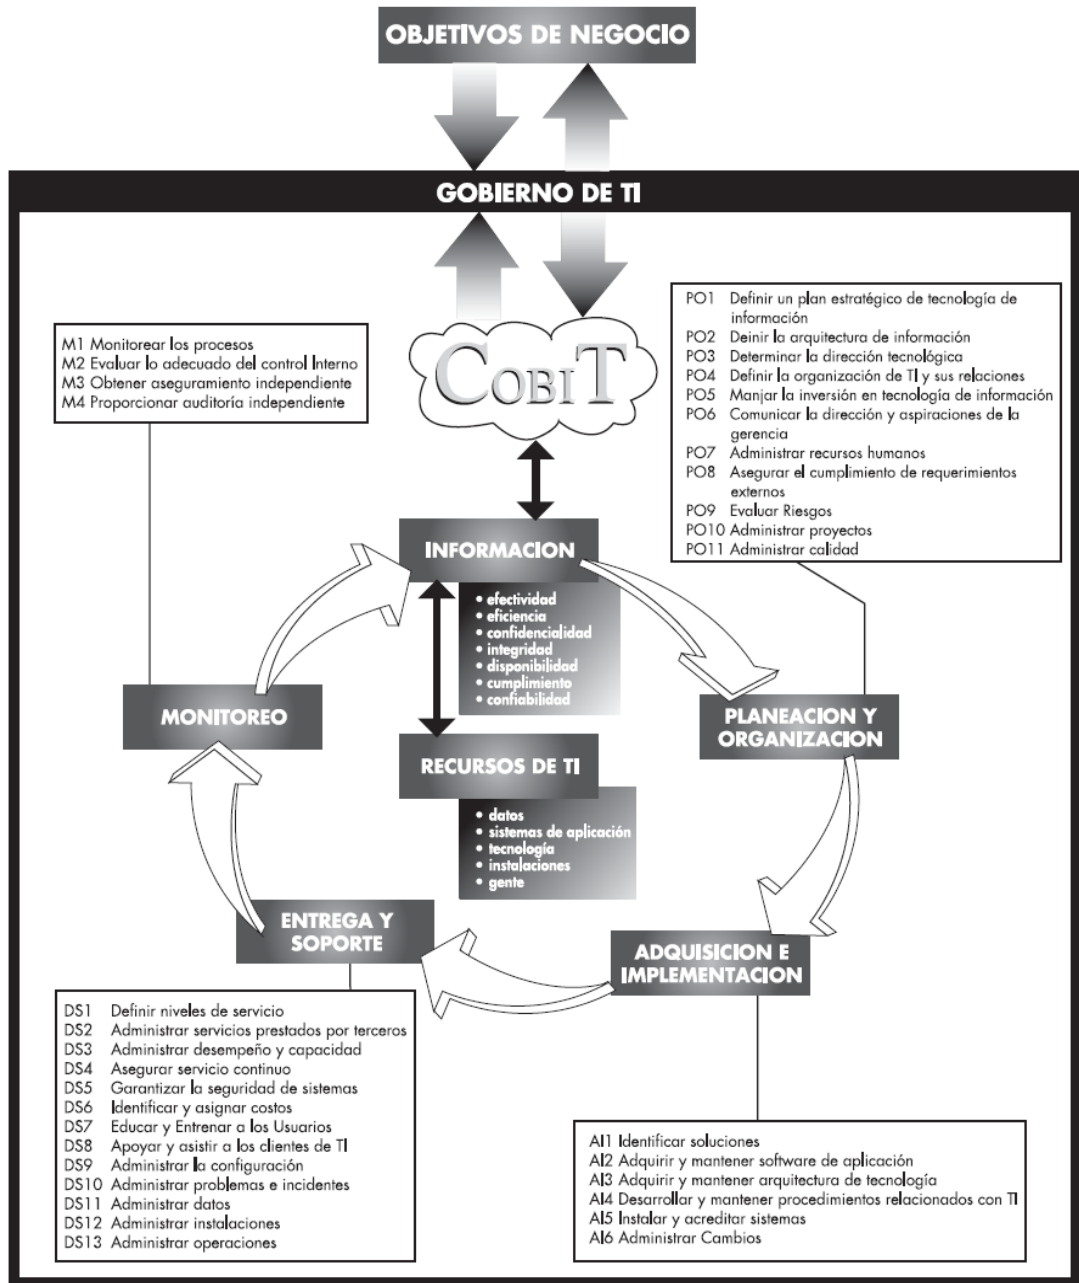 OBJETIVOS DE NEGOCIO
GOBIERNO DE TI
COBIT
M1 Monitorear los procesos
M2 Evaluar lo adecuado del control Interno
M3 Obtener aseguramiento independiente
M4 Proporcionar auditoría independiente
PO1 Definir un plan estratégico de tecnología de
información
PO2 Deinir la arquitectura de información
PO3 Determinar la dirección tecnológica
PO4 Definir la organización de TI y sus relaciones
PO5 Manjar la inversión en tecnología de información
PO6 Comunicar la dirección y aspiraciones de la
gerencia
PO7 Administrar recursos humanos
PO8 Asegurar el cumplimiento de requerimientos
externos
PO9 Evaluar Riesgos
PO10 Administrar proyectos
PO11 Administrar calidad
INFORMACION
• efectividad
• eficiencia
• confidencialidad
• integridad
• disponibilidad
• cumplimiento
• confiabilidad
MONITOREO
PLANEACION Y
ORGANIZACION
RECURSOS DE TI
• datos
• sistemas de aplicación
• tecnología
• instalaciones
• gente
ENTREGA Y
SOPORTE
ADQUISICION E
IMPLEMENTACION
DS1 Definir niveles de servicio
DS2 Administrar servicios prestados por terceros
DS3 Administrar desempeño y capacidad
DS4 Asegurar servicio continuo
DS5 Garantizar la seguridad de sistemas
DS6 Identificar y asignar costos
DS7 Educar y Entrenar a los Usuarios
DS8 Apoyar y asistir a los clientes de TI
DS9 Administrar la configuración
DS10 Administrar problemas e incidentes
DS11 Administrar datos
DS12 Administrar instalaciones
DS13 Administrar operaciones
AI1 Identificar soluciones
AI2 Adquirir y mantener software de aplicación
AI3 Adquirir y mantener arquitectura de tecnología
AI4 Desarrollar y mantener procedimientos relacionados con TI
AI5 Instalar y acreditar sistemas
AI6 Administrar Cambios